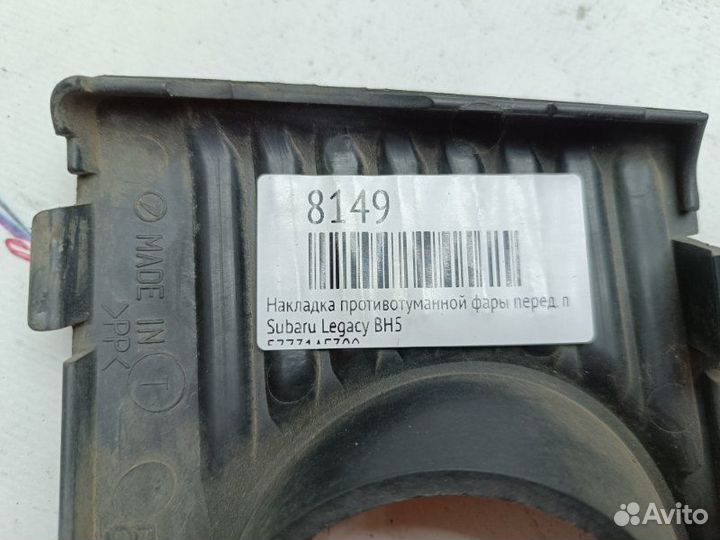 8149
Накладка противотуманной фары перед. п
Subaru Legacy BH5
MADE IN
T
>PP<
Avito